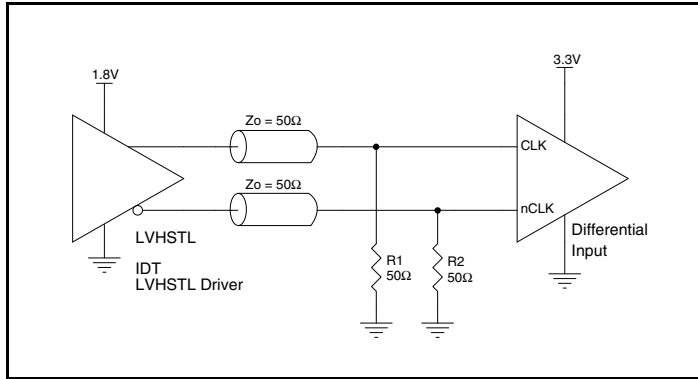 1.8V
3.3V
Zo = 50Ω
CLK
Zo = 50Ω
nCLK
LVHSTL
IDT
LVHSTL Driver
R1
50Ω
R2
50Ω
Differential
Input